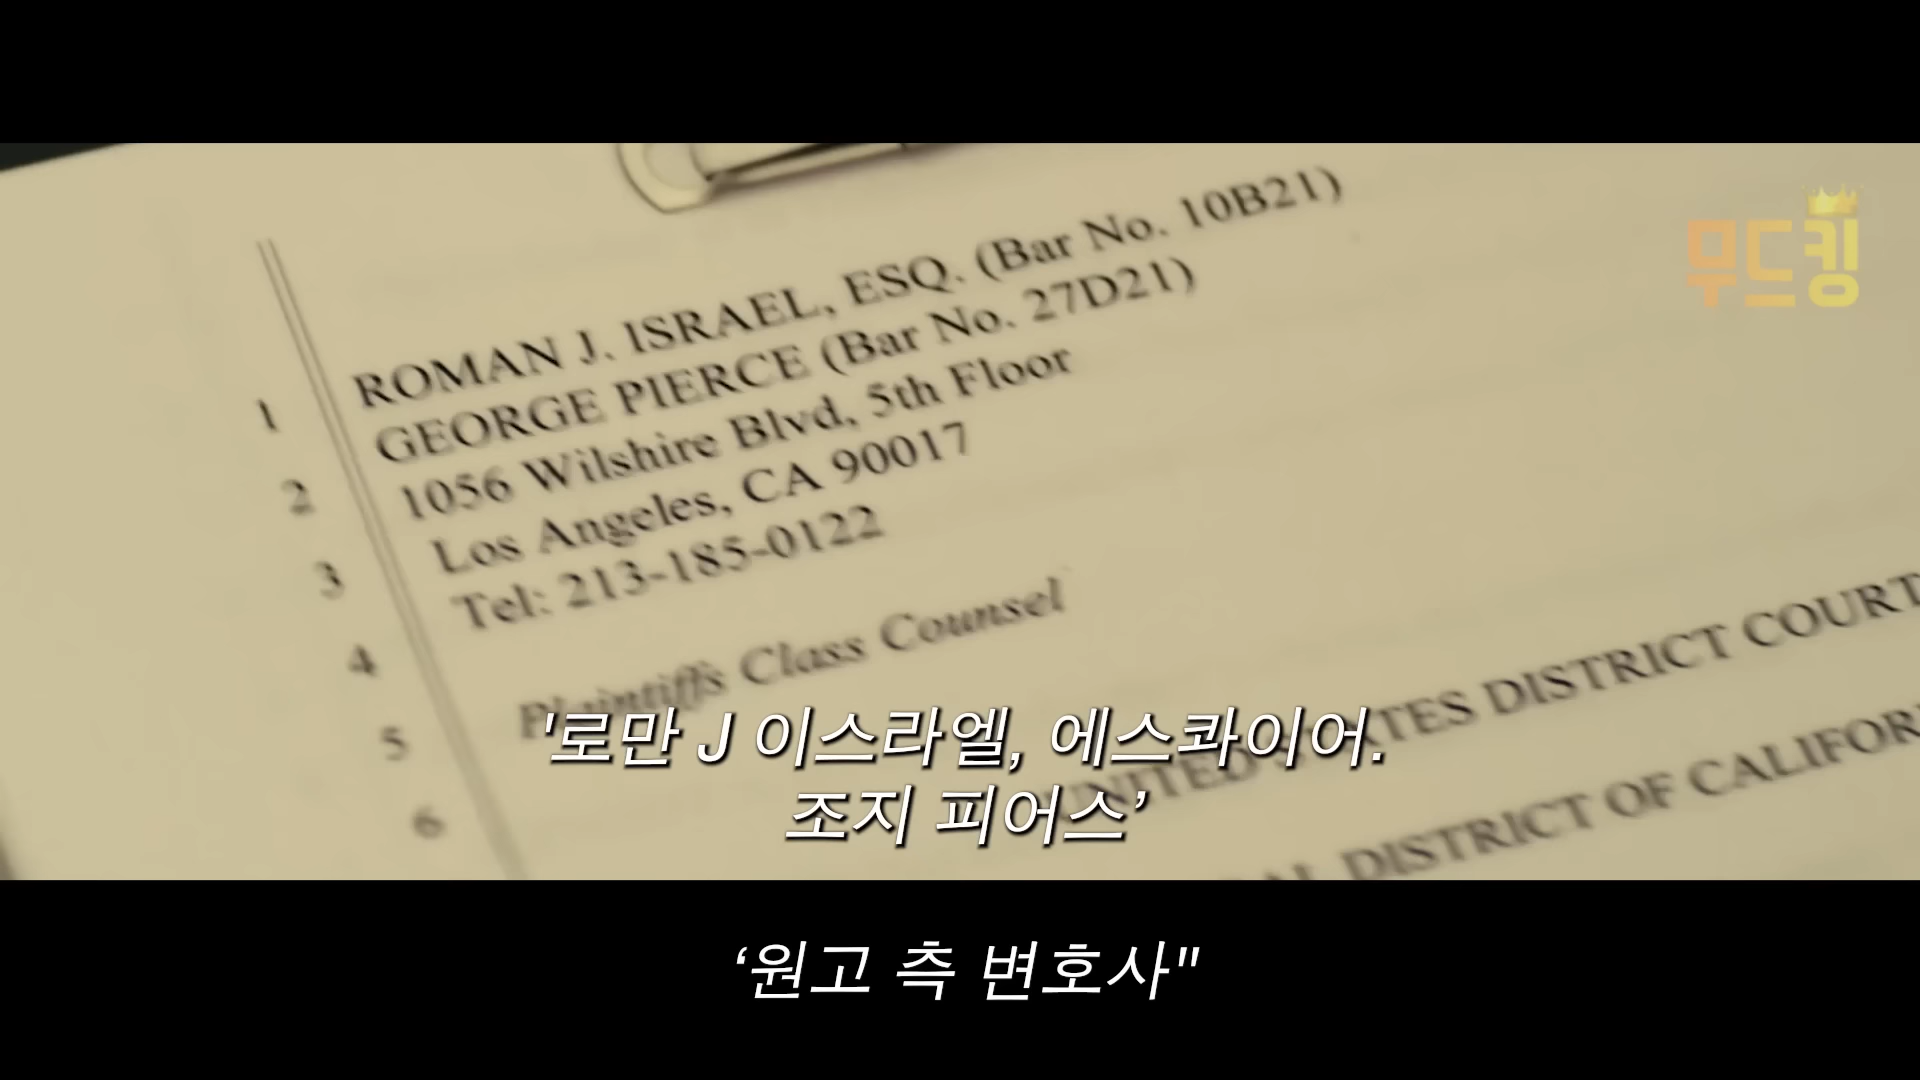 무드킹
ROMAN J. ISRAEL, ESQ. (Bar No. 10B21)
1 GEORGE PIERCE (Bar No. 27D21)
1056 Wilshire Blvd, 5th Floor
2 Los Angeles, CA 90017
3 Tel: 213-185-0122
4
Plaintiffs Class Counsel
5
UNITED STATES DISTRICT COURT
6
DISTRICT OF CALIFOR
'로만 J 이스라엘, 에스콰이어.
조지 피어스’
‘원고 측 변호사"